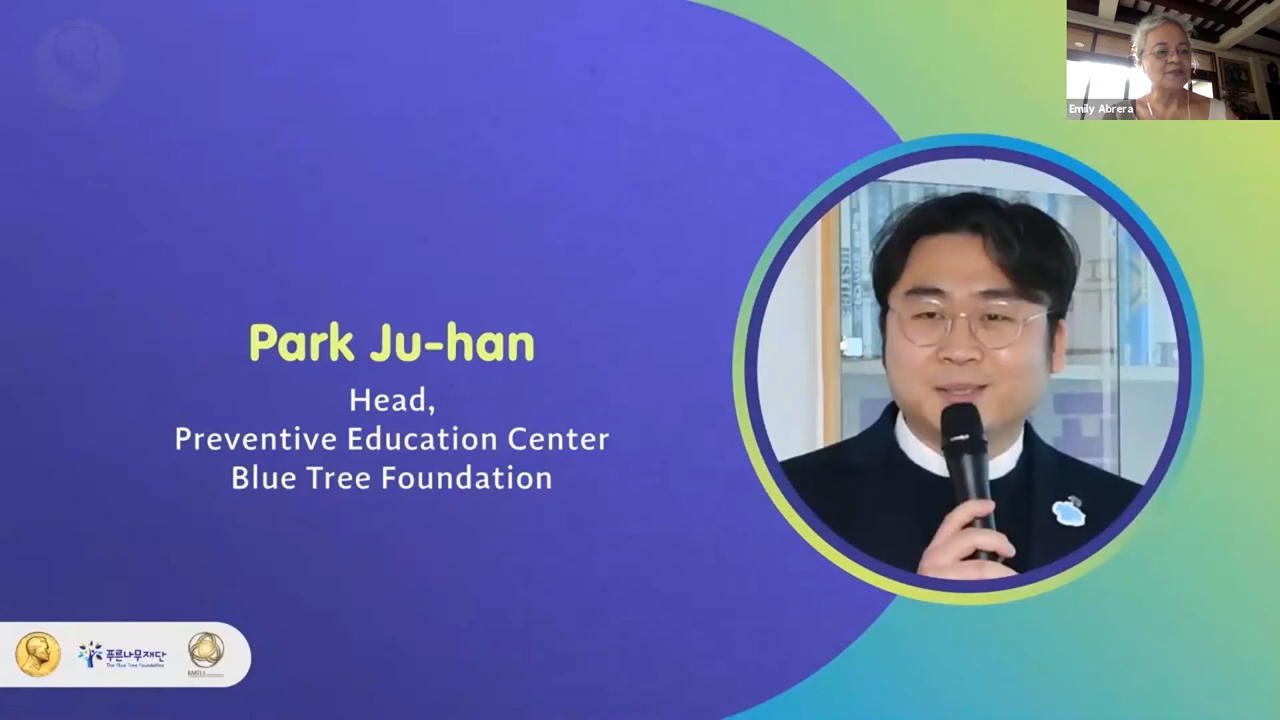 Emily Abrera
Park Ju-han
Head,
Preventive Education Center
Blue Tree Foundation
푸른나무재단
The Blue Tree Foundation